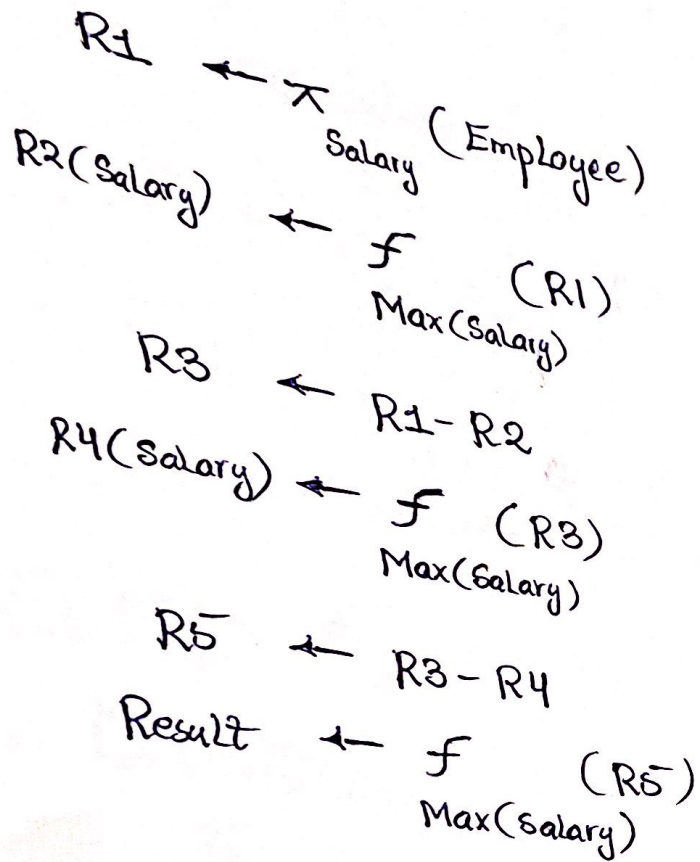 R1 ← π Salary (Employee)
R2(Salary) ← f Max(Salary) (R1)
R3 ← R1 - R2
R4(Salary) ← f Max(Salary) (R3)
R5 ← R3 - R4
Result ← f Max(Salary) (R5)